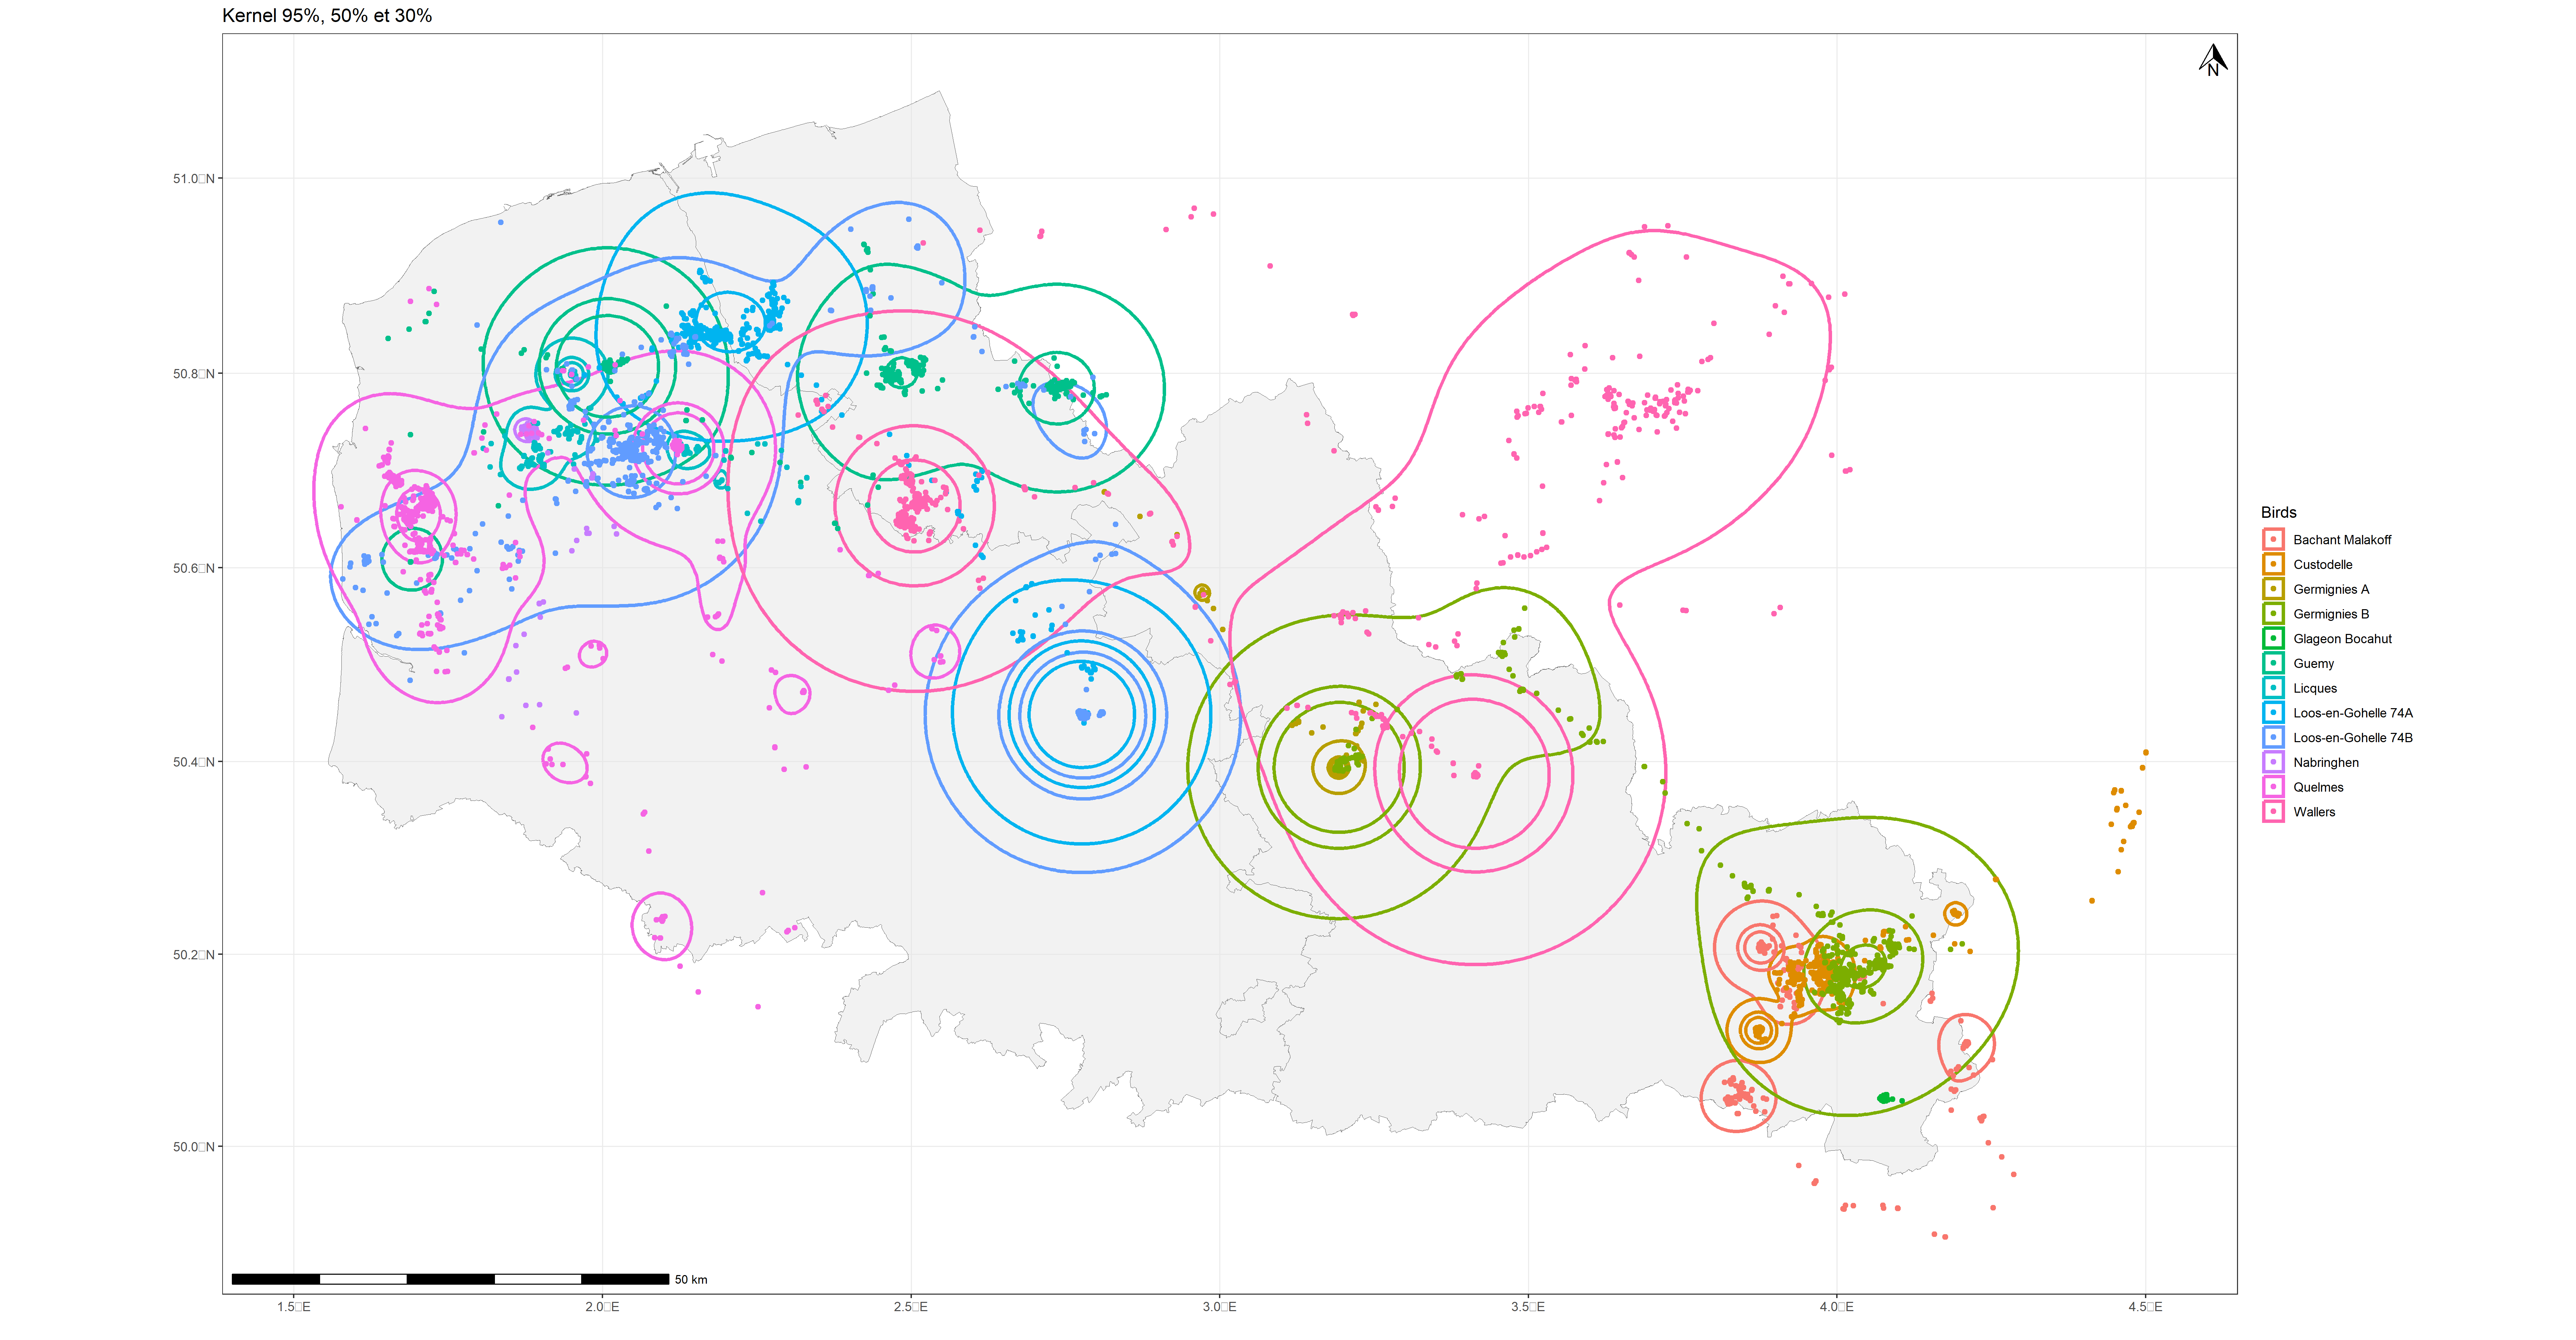 Kernel 95%, 50% et 30%
N
51.0□N
50.8□N
50.6□N
50.4□N
50.2□N
50.0□N
50 km
1.5□E
2.0□E
2.5□E
3.0□E
3.5□E
4.0□E
4.5□E
Birds
Bachant Malakoff
Custodelle
Germignies A
Germignies B
Glageon Bocahut
Guemy
Licques
Loos-en-Gohelle 74A
Loos-en-Gohelle 74B
Nabringhen
Quelmes
Wallers